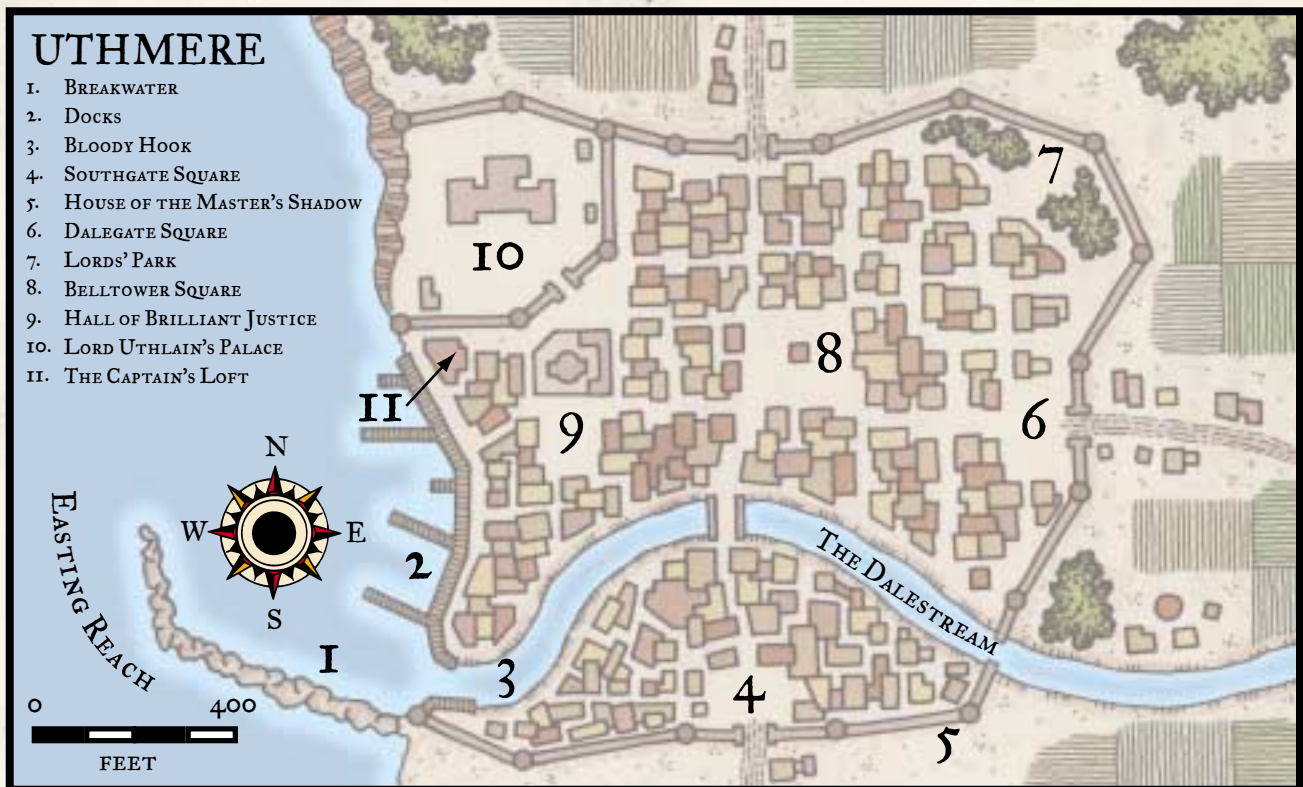 UTHMERE
1. Breakwater
2. Docks
3. Bloody Hook
4. Southgate Square
5. House of the Master's Shadow
6. Dalegate Square
7. Lords' Park
8. Belltower Square
9. Hall of Brilliant Justice
10. Lord Uthlain's Palace
11. The Captain's Loft
7
10
8
11
9
6
N
W E
S
Easting Reach
2
The Dalestream
1
3
4
5
0 400
FEET